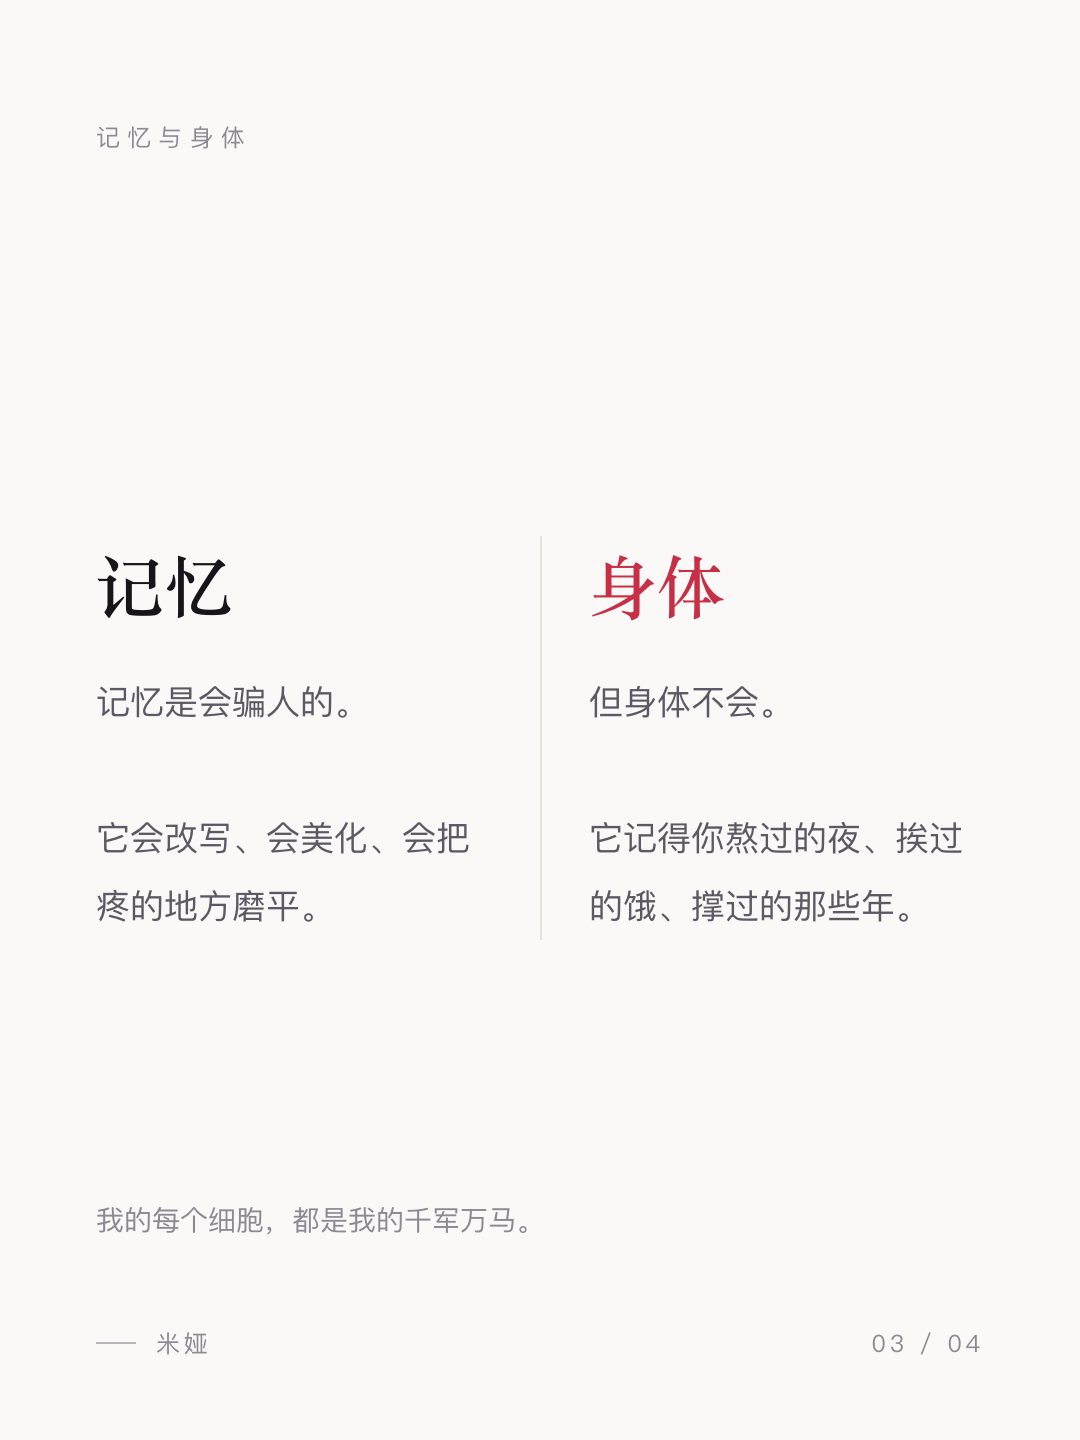 记忆与身体
记忆
记忆是会骗人的。
它会改写、会美化、会把
疼的地方磨平。
身体
但身体不会。
它记得你熬过的夜、挨过
的饿、撑过的那些年。
我的每个细胞，都是我的千军万马。
米娅
03 / 04